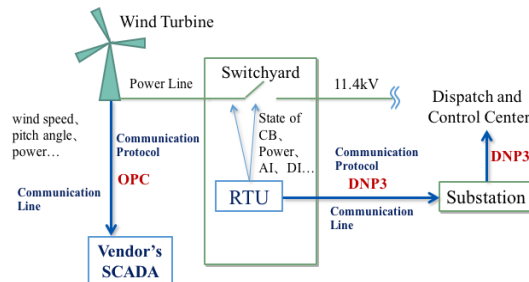 Wind Turbine
Power Line
Switchyard
11.4kV
wind speed、
pitch angle、
power…
Communication
Protocol
OPC
Communication
Line
Vendor's
SCADA
State of
CB、
Power、
AI、DI…
RTU
Communication
Protocol
DNP3
Communication
Line
Substation
DNP3
Dispatch and
Control Center